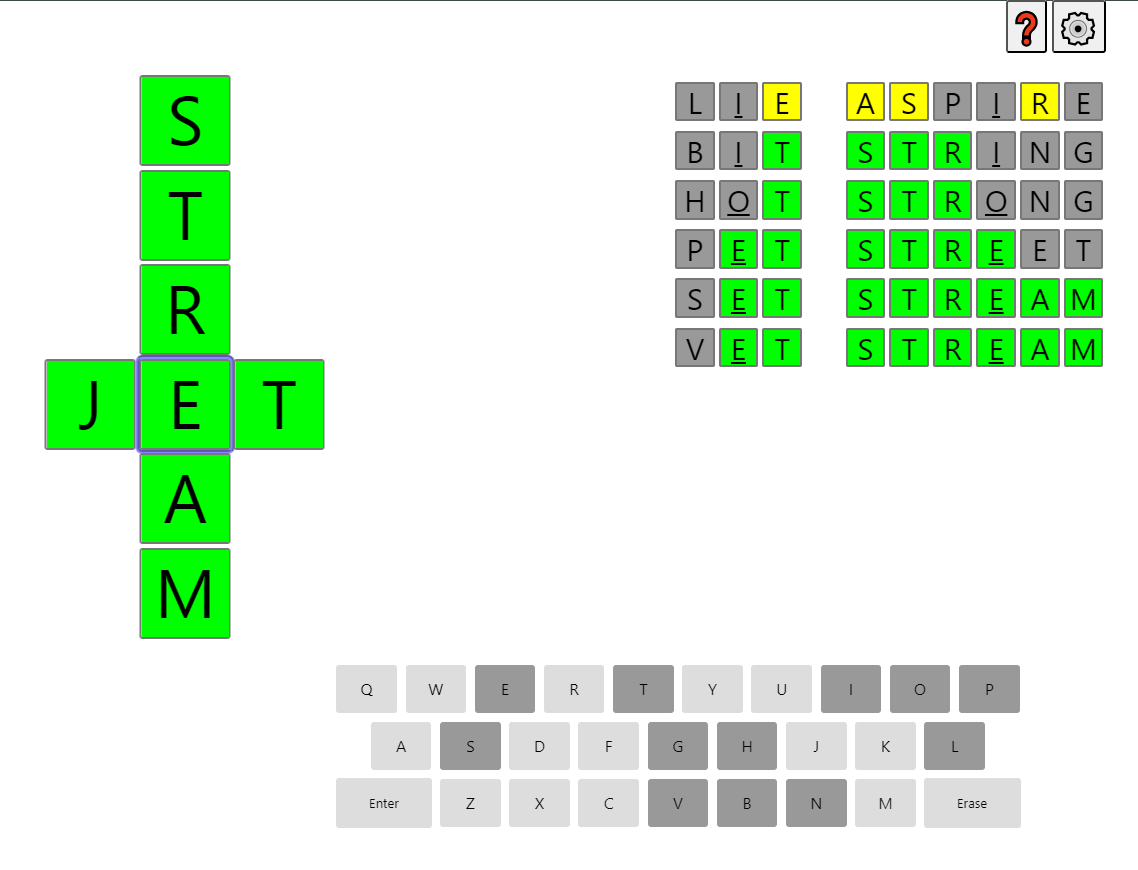 ?
S
T
R
J E T
A
M
L I E A S P I R E
B I T S T R I N G
H O T S T R O N G
P E T S T R E E T
S E T S T R E A M
V E T S T R E A M
Q W E R T Y U I O P
A S D F G H J K L
Enter Z X C V B N M Erase